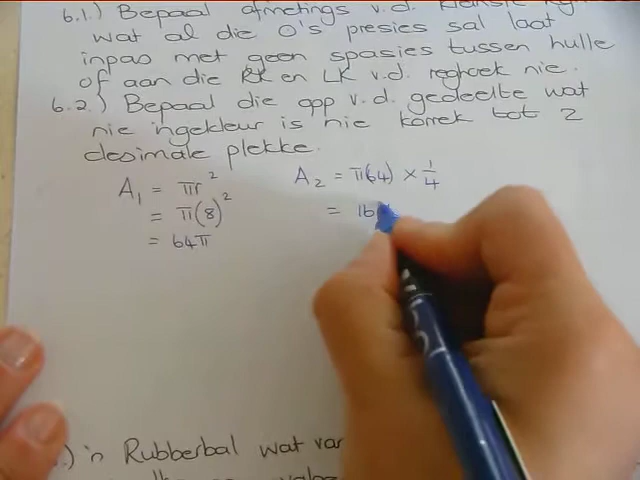 6.1.) Bepaal afmetings v.d. kleinste
wat al die O's presies sal laat
inpas met geen spasies tussen hulle
of aan die RK en LK v.d. reghoek nie.
6.2.) Bepaal die opp v.d. gedeelte wat
nie ingekleur is nie korrek tot 2
desimale plekke.
A₁ = πr²
= π(8)²
= 64π
A₂ = π(64) × 1/4
= 16
.) 'n Rubberbal wat